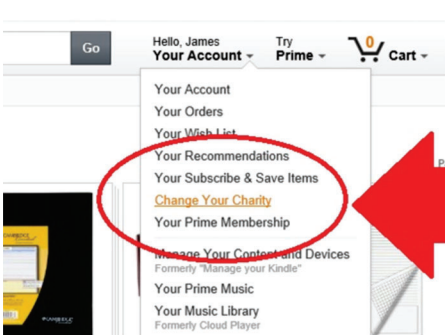 Go
Hello, James
Your Account
Try
Prime
0
Cart
Your Account
Your Orders
Your Wish List
Your Recommendations
Your Subscribe & Save Items
Change Your Charity
Your Prime Membership
Manage Your Content and Devices
Formerly "Manage your Kindle"
Your Prime Music
Your Music Library
Formerly Cloud Player
P
CAMBRIDGE